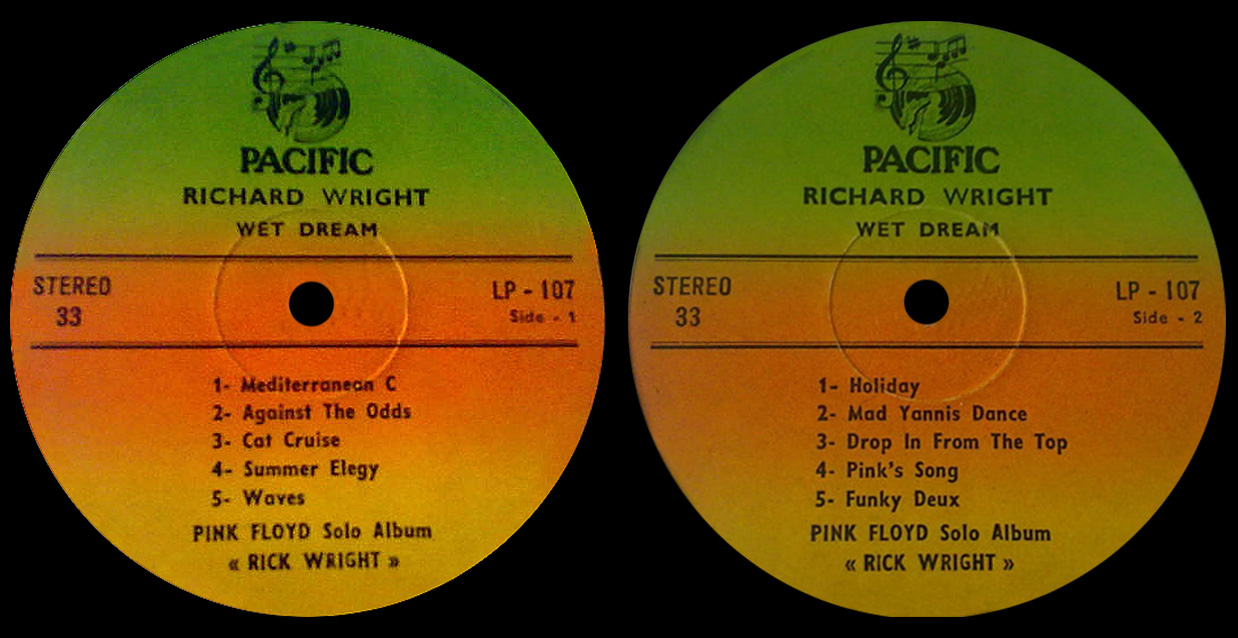 PACIFIC
RICHARD WRIGHT
WET DREAM
STEREO
33
LP - 107
Side - 1
1- Mediterranean C
2- Against The Odds
3- Cat Cruise
4- Summer Elegy
5- Waves
PINK FLOYD Solo Album
« RICK WRIGHT »
PACIFIC
RICHARD WRIGHT
WET DREAM
STEREO
33
LP - 107
Side - 2
1- Holiday
2- Mad Yannis Dance
3- Drop In From The Top
4- Pink's Song
5- Funky Deux
PINK FLOYD Solo Album
« RICK WRIGHT »